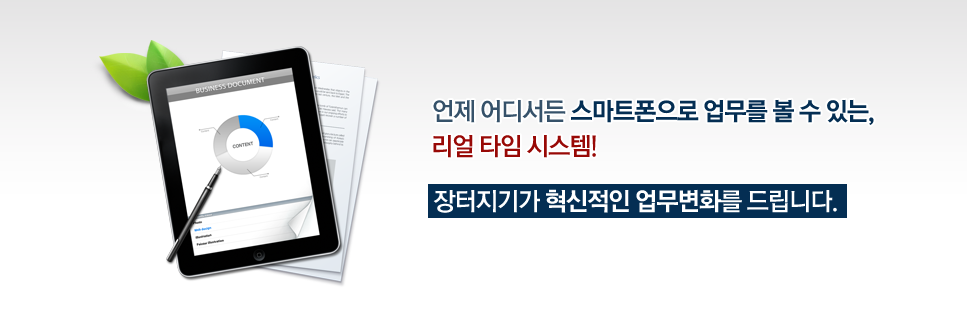 BUSINESS DOCUMENT
CONTENT
언제 어디서든 스마트폰으로 업무를 볼 수 있는,
리얼 타임 시스템!
장터지기가 혁신적인 업무변화를 드립니다.